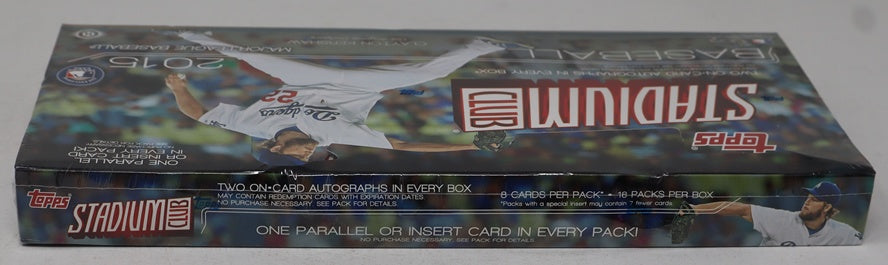 topps
STADIUM
CLUB
TWO ON-CARD AUTOGRAPHS IN EVERY BOX*
BASEBALL
CLAYTON KERSHAW
MAJOR LEAGUE BASEBALL®
2015
Dodgers
22
ONE PARALLEL
OR INSERT CARD
IN EVERY PACK!
topps
STADIUM
CLUB
TWO ON-CARD AUTOGRAPHS IN EVERY BOX
MAY CONTAIN REDEMPTION CARDS WITH EXPIRATION DATES
NO PURCHASE NECESSARY. SEE PACK FOR DETAILS.
8 CARDS PER PACK* • 16 PACKS PER BOX
*Packs with a special insert may contain 7 fewer cards
ONE PARALLEL OR INSERT CARD IN EVERY PACK!
NO PURCHASE NECESSARY, SEE PACK FOR DETAILS